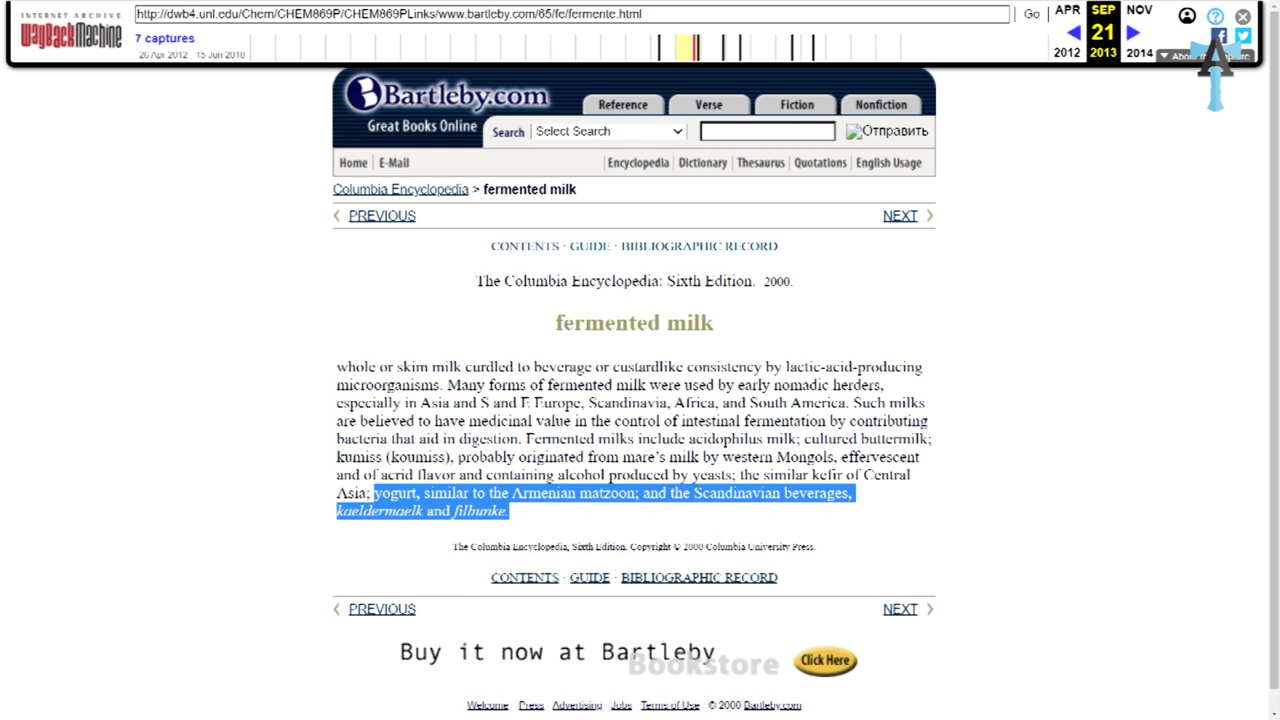 INTERNET ARCHIVE
WayBackMachine
http://dwb4.unl.edu/Chem/CHEM869P/CHEM869PLinks/www.bartleby.com/65/fe/fermente.html
Go
APR SEP NOV
7 captures
21
26 Apr 2012 15 Jun 2018
2012 2013 2014
Bartleby.com
Great Books Online
Reference Verse Fiction Nonfiction
Search Select Search Отправить
Home E-Mail Encyclopedia Dictionary Thesaurus Quotations English Usage
Columbia Encyclopedia > fermented milk
PREVIOUS NEXT
CONTENTS · GUIDE · BIBLIOGRAPHIC RECORD
The Columbia Encyclopedia: Sixth Edition. 2000.
fermented milk
whole or skim milk curdled to beverage or custardlike consistency by lactic-acid-producing
microorganisms. Many forms of fermented milk were used by early nomadic herders,
especially in Asia and S and E Europe, Scandinavia, Africa, and South America. Such milks
are believed to have medicinal value in the control of intestinal fermentation by contributing
bacteria that aid in digestion. Fermented milks include acidophilus milk; cultured buttermilk;
kumiss (koumiss), probably originated from mare's milk by western Mongols, effervescent
and of acrid flavor and containing alcohol produced by yeasts; the similar kefir of Central
Asia; yogurt, similar to the Armenian matzoon; and the Scandinavian beverages,
kaeldermaelk and filbunke.
The Columbia Encyclopedia, Sixth Edition. Copyright © 2000 Columbia University Press.
CONTENTS · GUIDE · BIBLIOGRAPHIC RECORD
PREVIOUS NEXT
Buy it now at Bartleby
Bookstore
Click Here
Welcome Press Advertising Jobs Terms of Use © 2000 Bartleby.com